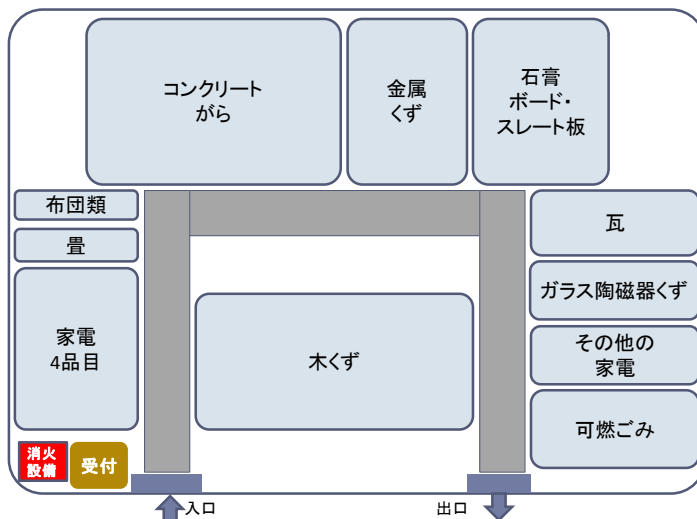 コンクリート
がら
金属
くず
石膏
ボード・
スレート板
布団類
畳
家電
4品目
木くず
瓦
ガラス陶磁器くず
その他の
家電
可燃ごみ
消火
設備
受付
入口
出口